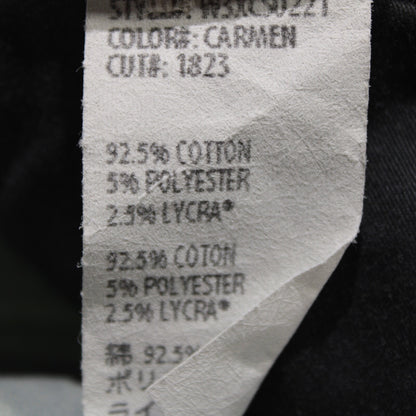 COLOR#: CARMEN
CUT#: 1823
92.5% COTTON
5% POLYESTER
2.5% LYCRA®
92.5% COTON
5% POLYESTER
2.5% LYCRA®
綿 92.5%
ポリ
ライ